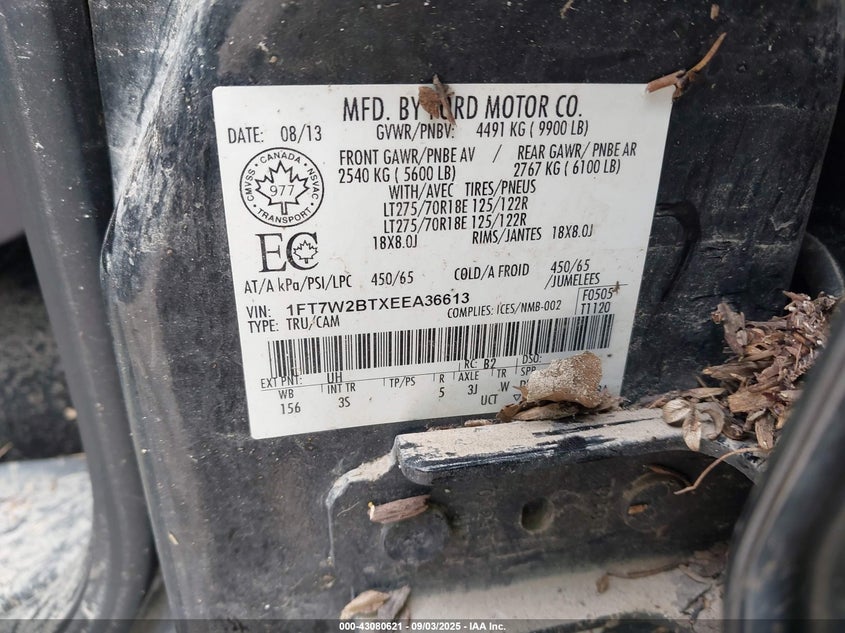 MFD. BY FORD MOTOR CO.
DATE: 08/13 GVWR/PNBV: 4491 KG ( 9900 LB)
FRONT GAWR/PNBE AV / REAR GAWR/ PNBE AR
2540 KG ( 5600 LB) 2767 KG ( 6100 LB)
CMVSS · CANADA · NSVAC
977
TRANSPORT
WITH/AVEC TIRES/PNEUS
LT275/70R18E 125/122R
LT275/70R18E 125/122R
18X8.0J RIMS/JANTES 18X8.0J
EC
AT/A kPa/PSI/LPC 450/65 COLD/A FROID 450/65 /JUMELEES
VIN: 1FT7W2BTXEEA36613 COMPLIES: ICES/NMB-002 F0505
TYPE: TRU/CAM T1120
EXT PNT: UH RC: B2 DSO:
WB INT TR TP/PS R AXLE TR SPR
156 3S 5 3J W
UCT
000-43080621 - 09/03/2025 - IAA Inc.